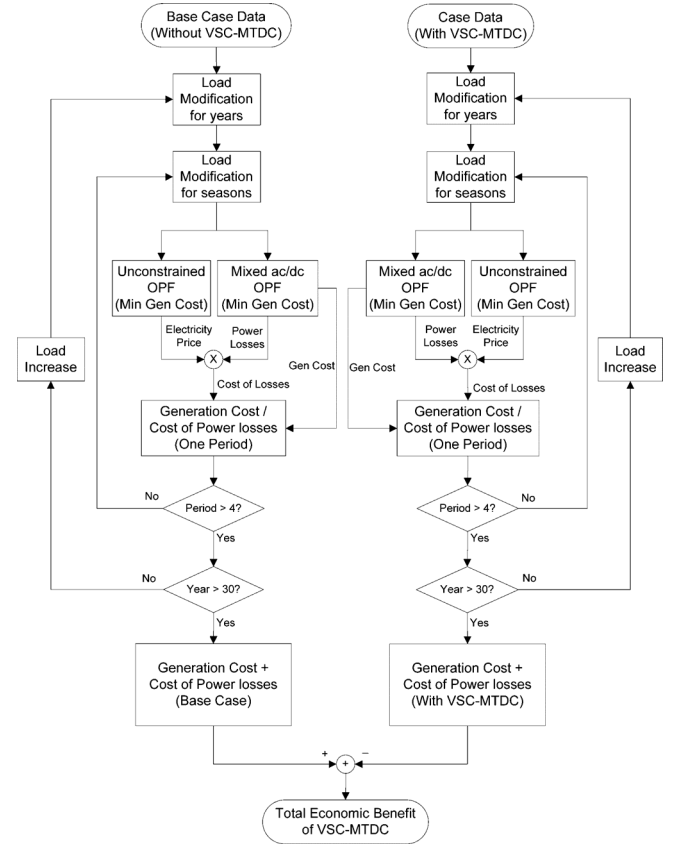 Base Case Data
(Without VSC-MTDC)
Load
Modification
for years
Load
Modification
for seasons
Unconstrained
OPF
(Min Gen Cost)
Mixed ac/dc
OPF
(Min Gen Cost)
Electricity
Price
Power
Losses
X
Gen Cost
Cost of Losses
Load
Increase
Generation Cost /
Cost of Power losses
(One Period)
No
Period > 4?
Yes
No
Year > 30?
Yes
Generation Cost +
Cost of Power losses
(Base Case)
Case Data
(With VSC-MTDC)
Load
Modification
for years
Load
Modification
for seasons
Mixed ac/dc
OPF
(Min Gen Cost)
Unconstrained
OPF
(Min Gen Cost)
Power
Losses
Electricity
Price
X
Gen Cost
Cost of Losses
Load
Increase
Generation Cost /
Cost of Power losses
(One Period)
Period > 4?
No
Yes
Year > 30?
No
Yes
Generation Cost +
Cost of Power losses
(With VSC-MTDC)
+
+
–
Total Economic Benefit
of VSC-MTDC